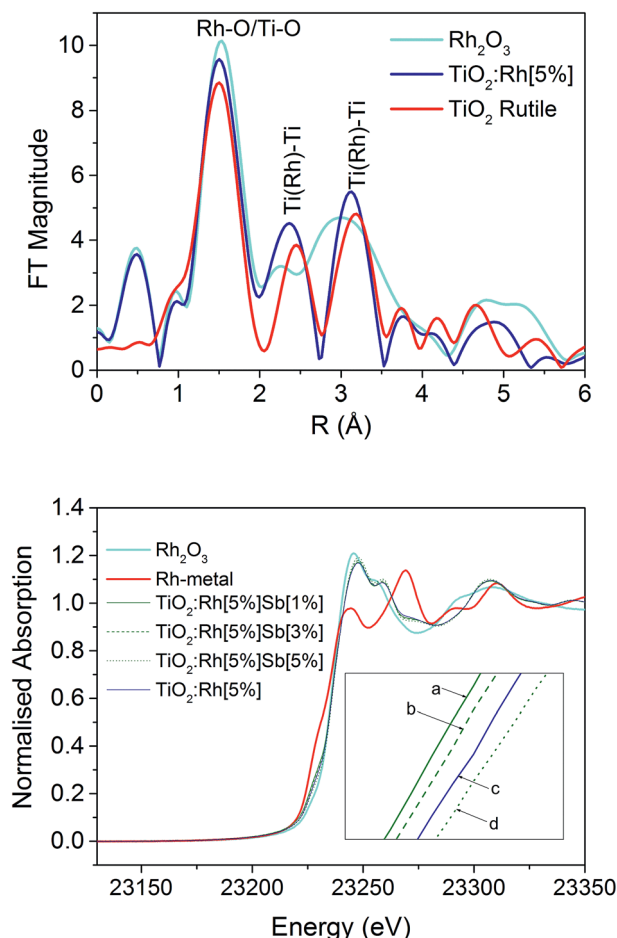 Rh-O/Ti-O
Rh₂O₃
TiO₂:Rh[5%]
TiO₂ Rutile
Ti(Rh)-Ti
Ti(Rh)-Ti
FT Magnitude
10
8
6
4
2
0
0 1 2 3 4 5 6
R (Å)
Normalised Absorption
1.4
1.2
1.0
0.8
0.6
0.4
0.2
0.0
Rh₂O₃
Rh-metal
TiO₂:Rh[5%]Sb[1%]
TiO₂:Rh[5%]Sb[3%]
TiO₂:Rh[5%]Sb[5%]
TiO₂:Rh[5%]
a
b
c
d
23150 23200 23250 23300 23350
Energy (eV)